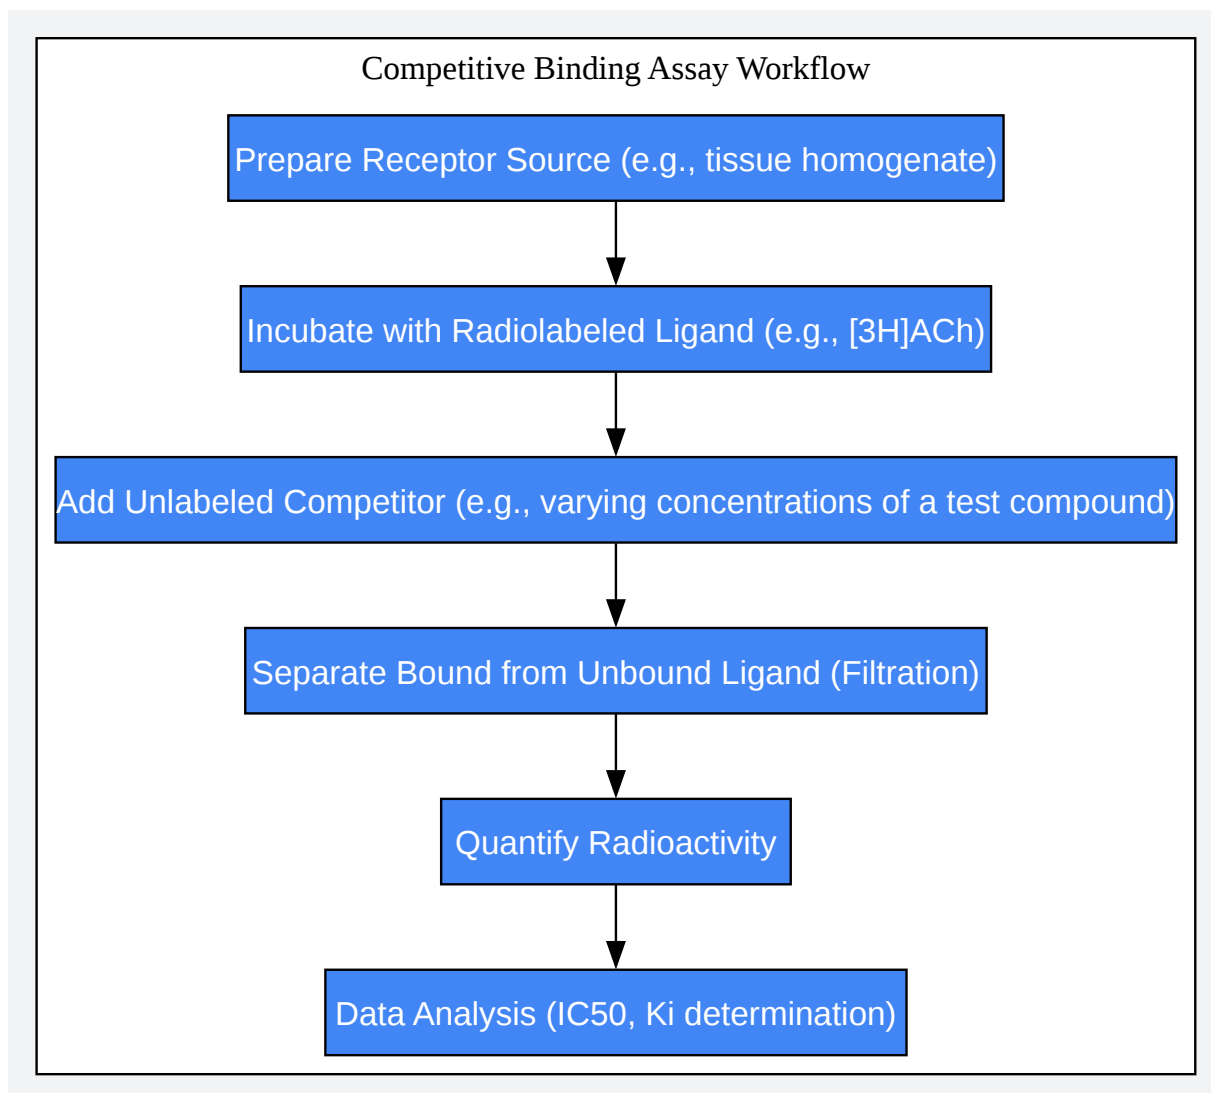 Competitive Binding Assay Workflow
Prepare Receptor Source (e.g., tissue homogenate)
Incubate with Radiolabeled Ligand (e.g., [3H]ACh)
Add Unlabeled Competitor (e.g., varying concentrations of a test compound)
Separate Bound from Unbound Ligand (Filtration)
Quantify Radioactivity
Data Analysis (IC50, Ki determination)